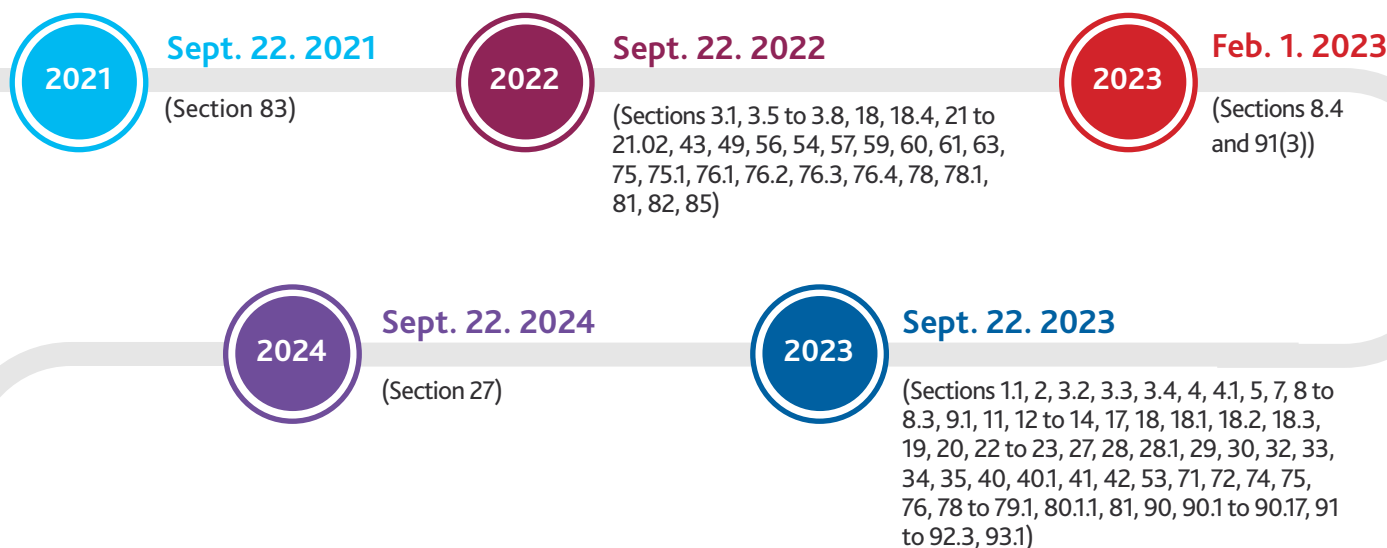 2021
Sept. 22. 2021
(Section 83)
2022
Sept. 22. 2022
(Sections 3.1, 3.5 to 3.8, 18, 18.4, 21 to
21.02, 43, 49, 56, 54, 57, 59, 60, 61, 63,
75, 75.1, 76.1, 76.2, 76.3, 76.4, 78, 78.1,
81, 82, 85)
2023
Feb. 1. 2023
(Sections 8.4
and 91(3))
2024
Sept. 22. 2024
(Section 27)
2023
Sept. 22. 2023
(Sections 1.1, 2, 3.2, 3.3, 3.4, 4, 4.1, 5, 7, 8 to
8.3, 9.1, 11, 12 to 14, 17, 18, 18.1, 18.2, 18.3,
19, 20, 22 to 23, 27, 28, 28.1, 29, 30, 32, 33,
34, 35, 40, 40.1, 41, 42, 53, 71, 72, 74, 75,
76, 78 to 79.1, 80.1.1, 81, 90, 90.1 to 90.17, 91
to 92.3, 93.1)